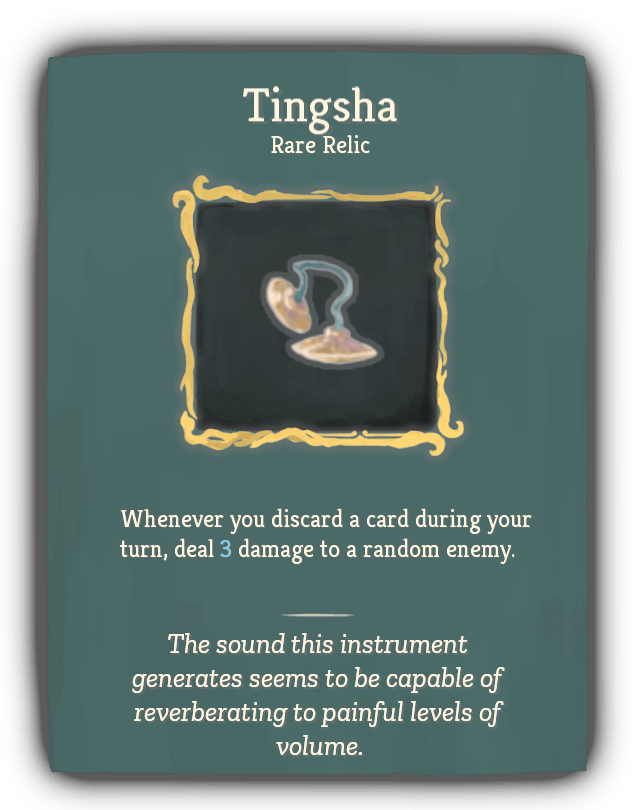 Tingsha
Rare Relic
Whenever you discard a card during your
turn, deal 3 damage to a random enemy.
The sound this instrument
generates seems to be capable of
reverberating to painful levels of
volume.